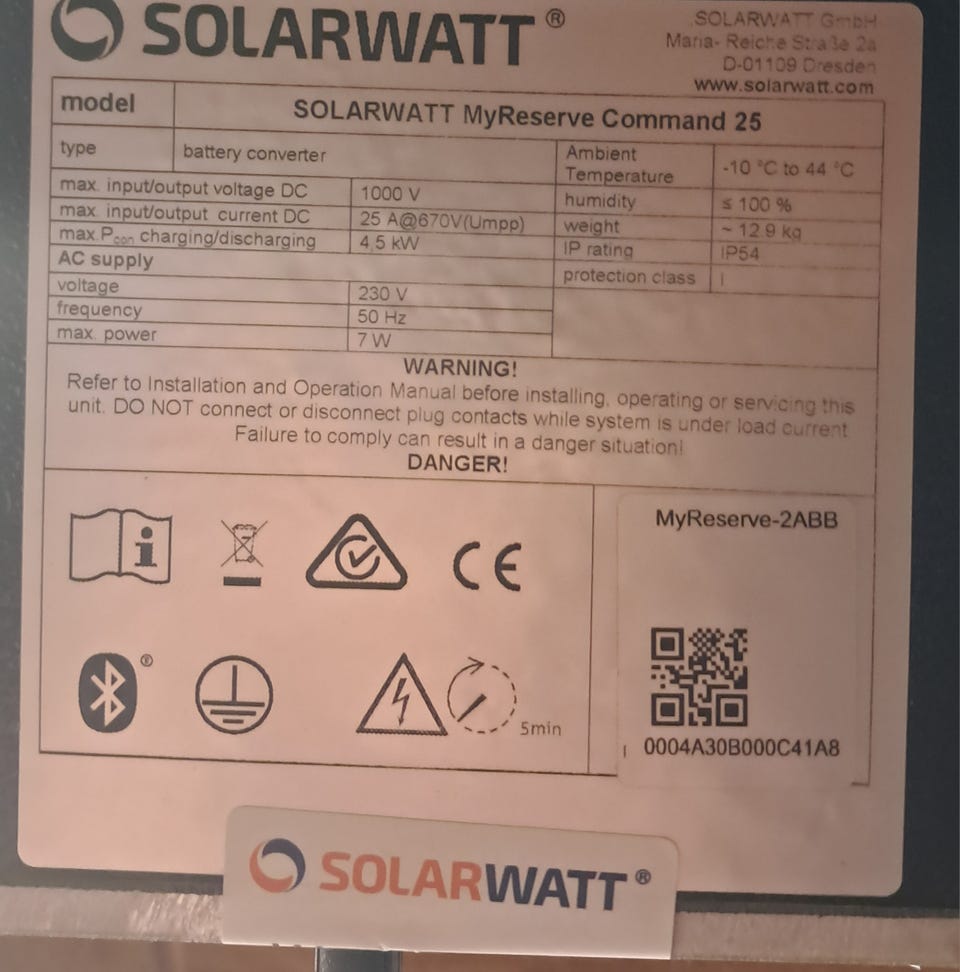 SOLARWATT®
SOLARWATT GmbH
Maria- Reiche Straße 2a
D-01109 Dresden
www.solarwatt.com
model SOLARWATT MyReserve Command 25
type battery converter
max. input/output voltage DC 1000 V
max. input/output current DC 25 A@670V(Umpp)
max.Pcon charging/discharging 4,5 kW
AC supply
voltage 230 V
frequency 50 Hz
max. power 7 W
Ambient
Temperature -10 °C to 44 °C
humidity ≤ 100 %
weight ~ 12.9 kg
IP rating IP54
protection class I
WARNING!
Refer to Installation and Operation Manual before installing, operating or servicing this
unit. DO NOT connect or disconnect plug contacts while system is under load current
Failure to comply can result in a danger situation!
DANGER!
CE
MyReserve-2ABB
®
5min
0004A30B000C41A8
SOLARWATT®